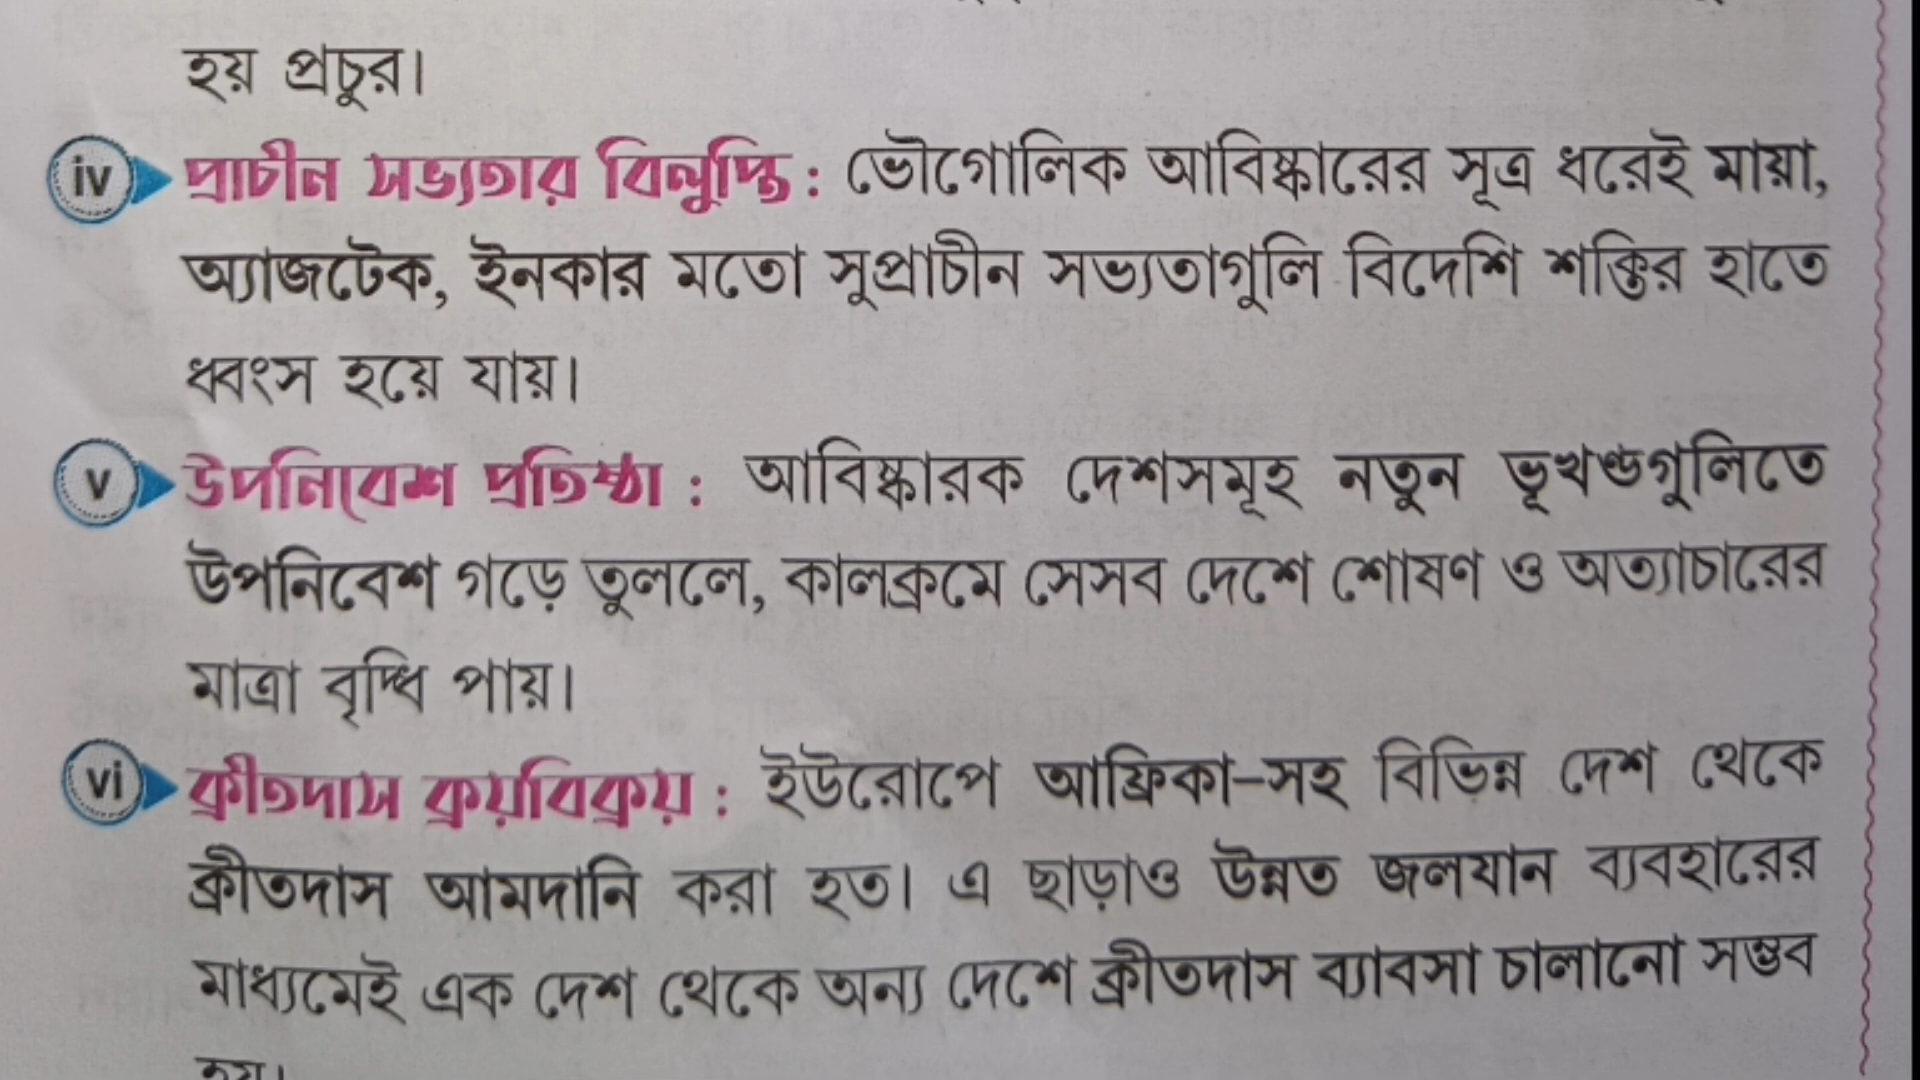 হয় প্রচুর।
iv প্রাচীন সভ্যতার বিলুপ্তি : ভৌগোলিক আবিষ্কারের সূত্র ধরেই মায়া,
অ্যাজটেক, ইনকার মতো সুপ্রাচীন সভ্যতাগুলি বিদেশি শক্তির হাতে
ধ্বংস হয়ে যায়।
v উপনিবেশ প্রতিষ্ঠা : আবিষ্কারক দেশসমূহ নতুন ভূখণ্ডগুলিতে
উপনিবেশ গড়ে তুললে, কালক্রমে সেসব দেশে শোষণ ও অত্যাচারের
মাত্রা বৃদ্ধি পায়।
vi ক্রীতদাস ক্রয়বিক্রয় : ইউরোপে আফ্রিকা-সহ বিভিন্ন দেশ থেকে
ক্রীতদাস আমদানি করা হত। এ ছাড়াও উন্নত জলযান ব্যবহারের
মাধ্যমেই এক দেশ থেকে অন্য দেশে ক্রীতদাস ব্যাবসা চালানো সম্ভব
হয়।